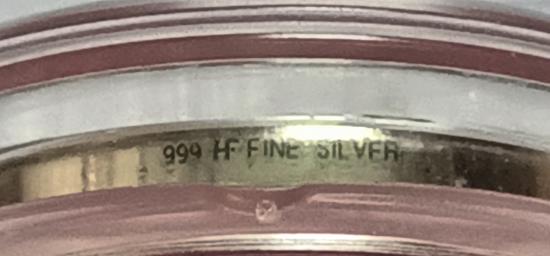 999 HF FINE SILVER